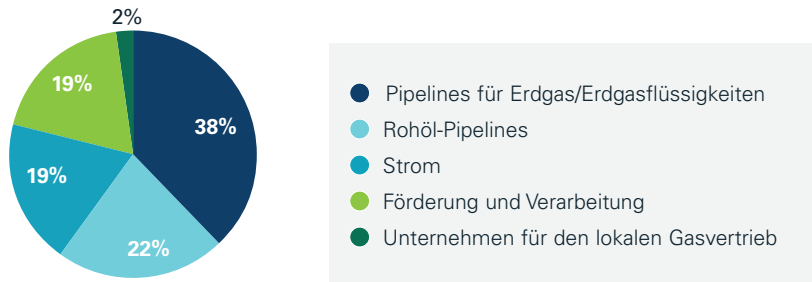 2%
38%
22%
19%
19%
Pipelines für Erdgas/Erdgasflüssigkeiten
Rohöl-Pipelines
Strom
Förderung und Verarbeitung
Unternehmen für den lokalen Gasvertrieb